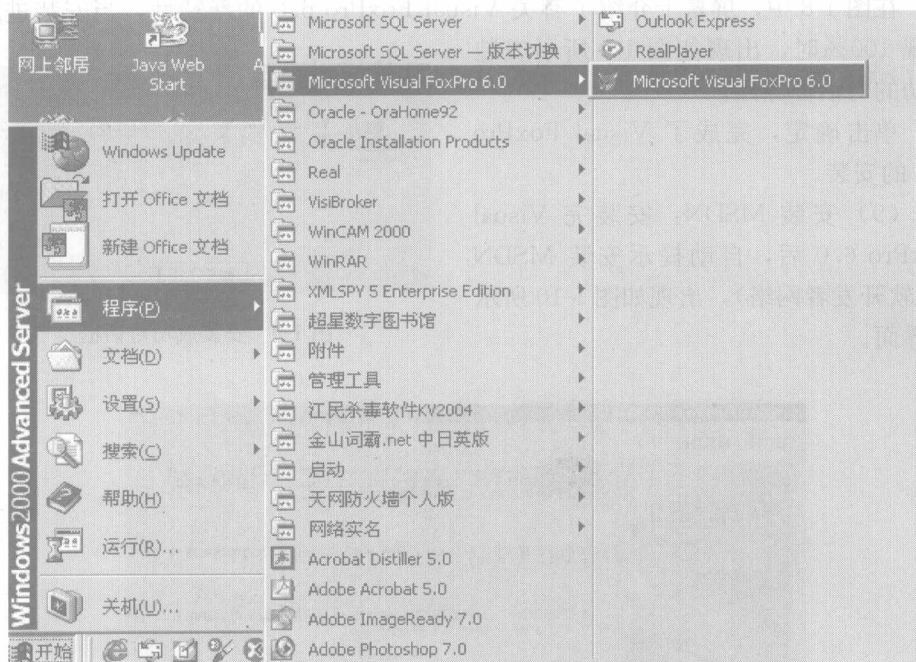 网上邻居
Java Web Start
A
Windows Update
打开 Office 文档
新建 Office 文档
程序(P)
文档(D)
设置(S)
搜索(C)
帮助(H)
运行(R)...
关机(U)...
Windows 2000 Advanced Server
开始
Microsoft SQL Server
Microsoft SQL Server — 版本切换
Microsoft Visual FoxPro 6.0
Oracle - OraHome92
Oracle Installation Products
Real
VisiBroker
WinCAM 2000
WinRAR
XMLSPY 5 Enterprise Edition
超星数字图书馆
附件
管理工具
江民杀毒软件KV2004
金山词霸.net 中日英版
启动
天网防火墙个人版
网络实名
Acrobat Distiller 5.0
Adobe Acrobat 5.0
Adobe ImageReady 7.0
Adobe Photoshop 7.0
Outlook Express
RealPlayer
Microsoft Visual FoxPro 6.0